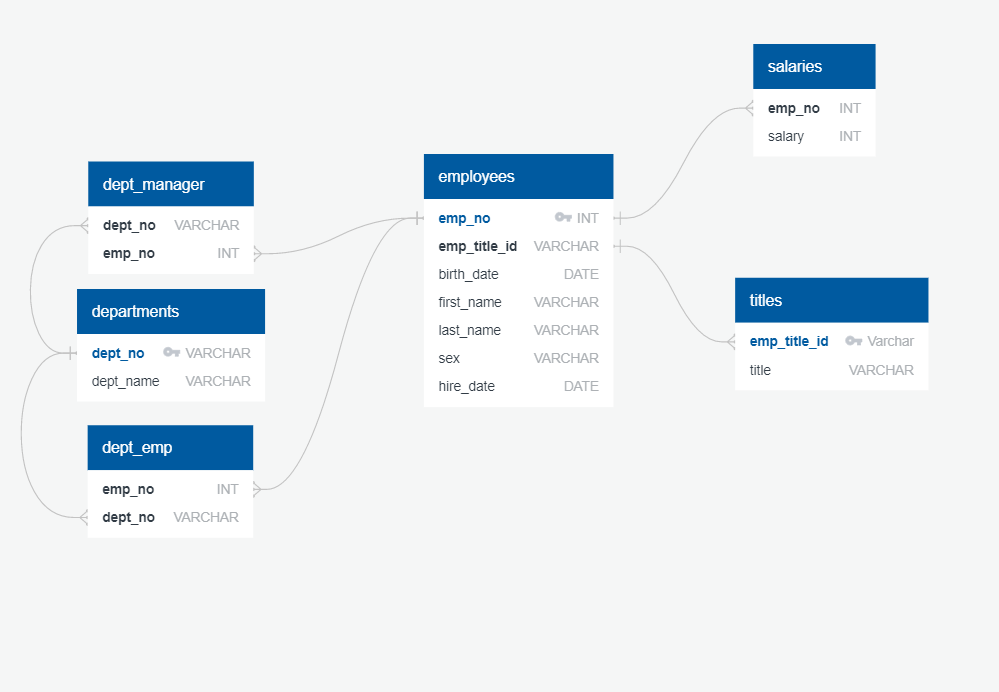 salaries
emp_no INT
salary INT
employees
emp_no INT
emp_title_id VARCHAR
birth_date DATE
first_name VARCHAR
last_name VARCHAR
sex VARCHAR
hire_date DATE
dept_manager
dept_no VARCHAR
emp_no INT
departments
dept_no VARCHAR
dept_name VARCHAR
dept_emp
emp_no INT
dept_no VARCHAR
titles
emp_title_id Varchar
title VARCHAR